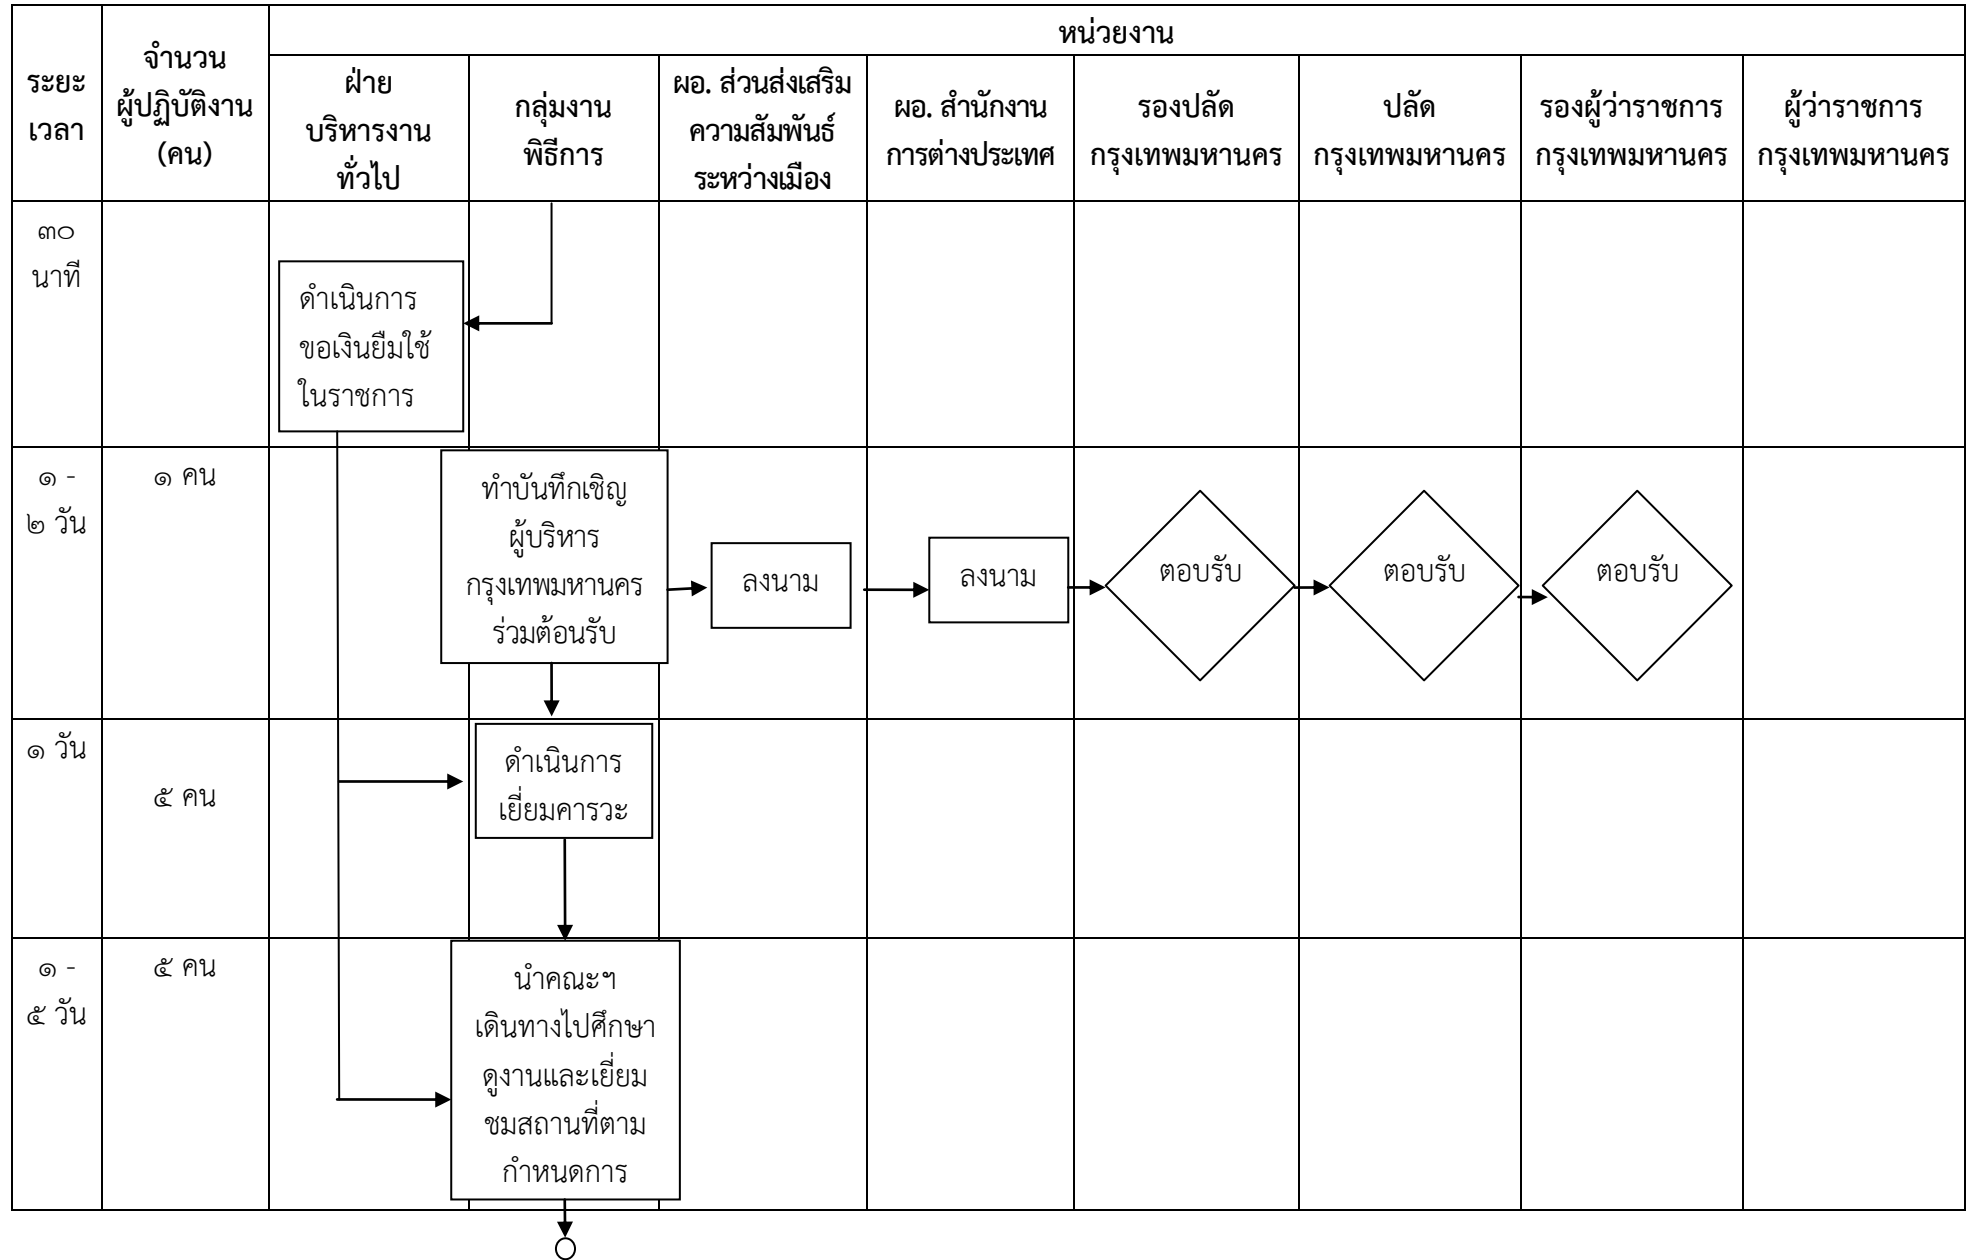 หน่วยงาน
ระยะ
เวลา
จำนวน
ผู้ปฏิบัติงาน
(คน)
ฝ่าย
บริหารงาน
ทั่วไป
กลุ่มงาน
พิธีการ
ผอ. ส่วนส่งเสริม
ความสัมพันธ์
ระหว่างเมือง
ผอ. สำนักงาน
การต่างประเทศ
รองปลัด
กรุงเทพมหานคร
ปลัด
กรุงเทพมหานคร
รองผู้ว่าราชการ
กรุงเทพมหานคร
ผู้ว่าราชการ
กรุงเทพมหานคร
๓๐
นาที
ดำเนินการ
ขอเงินยืมใช้
ในราชการ
๑ -
๒ วัน
๑ คน
ทำบันทึกเชิญ
ผู้บริหาร
กรุงเทพมหานคร
ร่วมต้อนรับ
ลงนาม
ลงนาม
ตอบรับ
ตอบรับ
ตอบรับ
๑ วัน
๕ คน
ดำเนินการ
เยี่ยมคารวะ
๑ -
๕ วัน
๕ คน
นำคณะฯ
เดินทางไปศึกษา
ดูงานและเยี่ยม
ชมสถานที่ตาม
กำหนดการ